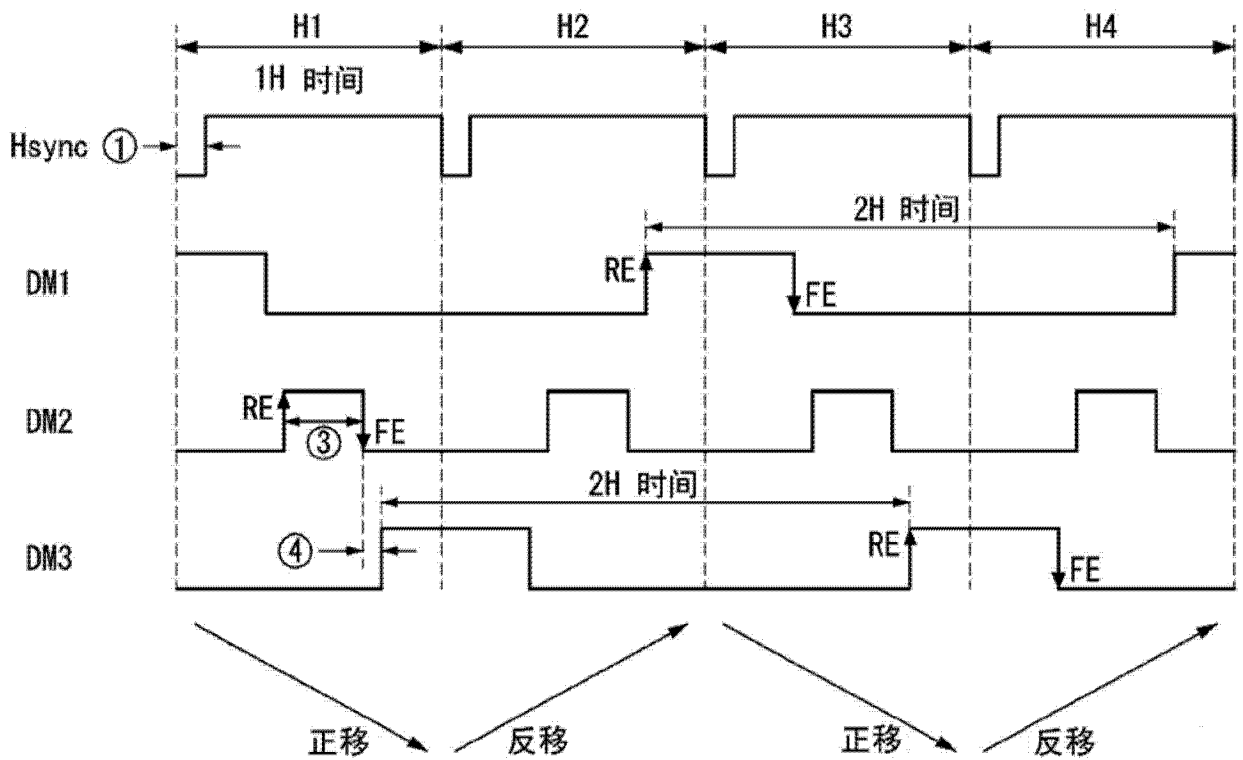 H1 H2 H3 H4
1H 时间
Hsync ①
2H 时间
DM1 RE FE
DM2 RE ③ FE
2H 时间
DM3 ④ RE FE
正移 反移 正移 反移